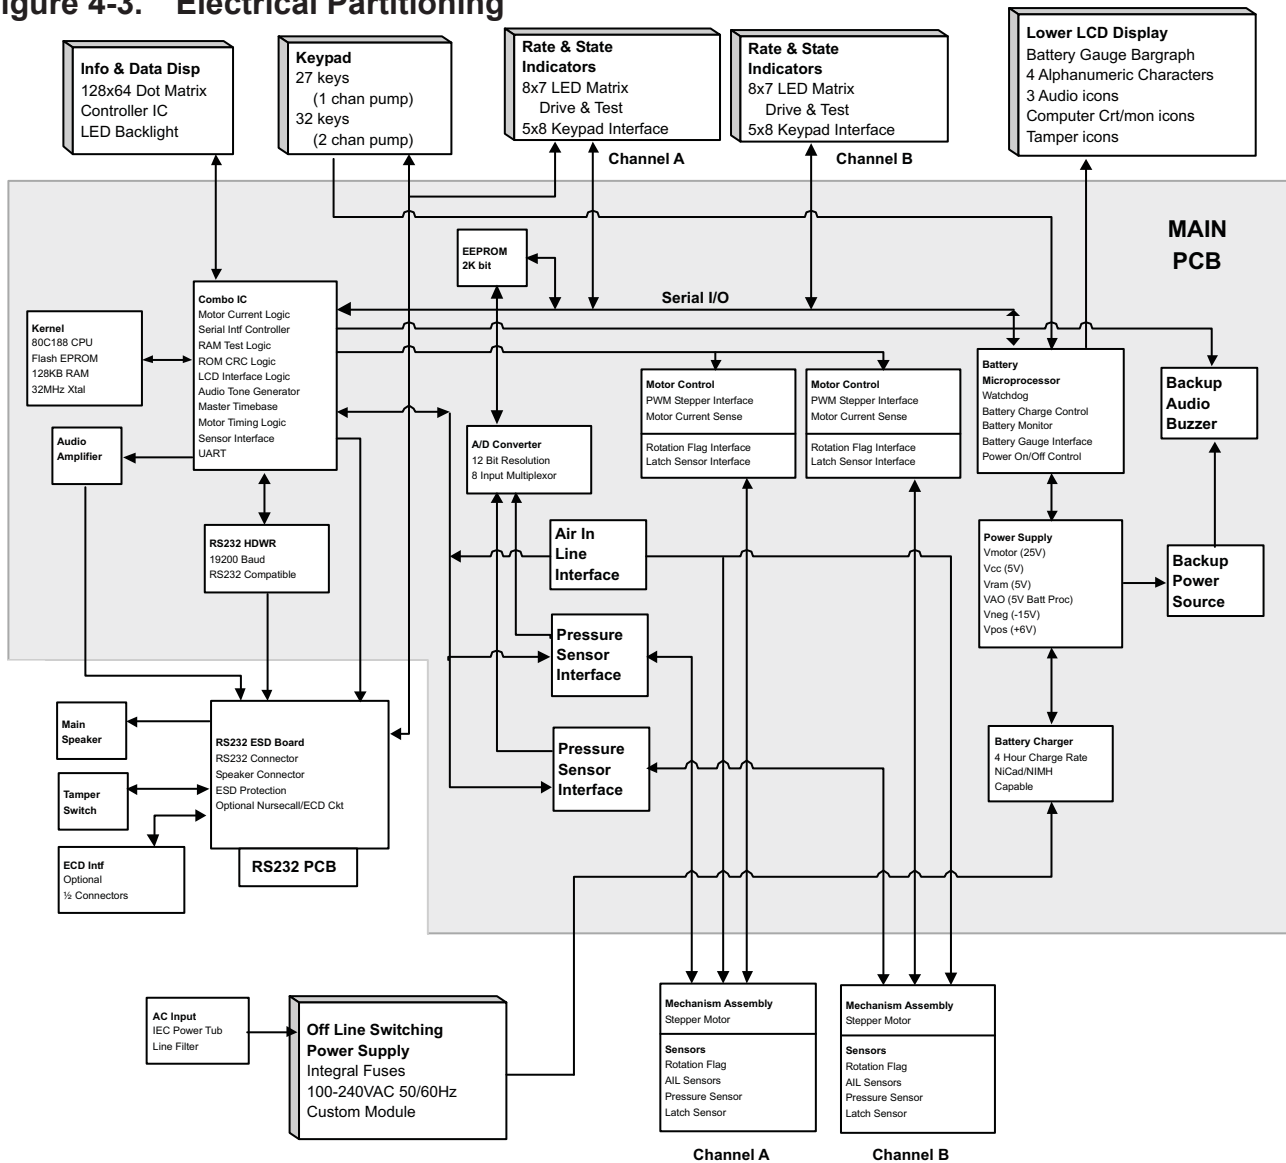 Figure 4-3. Electrical Partitioning
Info & Data Disp
128x64 Dot Matrix
Controller IC
LED Backlight
Keypad
27 keys
(1 chan pump)
32 keys
(2 chan pump)
Rate & State
Indicators
8x7 LED Matrix
Drive & Test
5x8 Keypad Interface
Channel A
Rate & State
Indicators
8x7 LED Matrix
Drive & Test
5x8 Keypad Interface
Channel B
Lower LCD Display
Battery Gauge Bargraph
4 Alphanumeric Characters
3 Audio icons
Computer Crt/mon icons
Tamper icons
MAIN
PCB
EEPROM
2K bit
Serial I/O
Combo IC
Motor Current Logic
Serial Intf Controller
RAM Test Logic
ROM CRC Logic
LCD Interface Logic
Audio Tone Generator
Master Timebase
Motor Timing Logic
Sensor Interface
UART
Kernel
80C188 CPU
Flash EPROM
128KB RAM
32MHz Xtal
Audio
Amplifier
Motor Control
PWM Stepper Interface
Motor Current Sense
Rotation Flag Interface
Latch Sensor Interface
Motor Control
PWM Stepper Interface
Motor Current Sense
Rotation Flag Interface
Latch Sensor Interface
Battery
Microprocessor
Watchdog
Battery Charge Control
Battery Monitor
Battery Gauge Interface
Power On/Off Control
Backup
Audio
Buzzer
A/D Converter
12 Bit Resolution
8 Input Multiplexor
RS232 HDWR
19200 Baud
RS232 Compatible
Air In
Line
Interface
Power Supply
Vmotor (25V)
Vcc (5V)
Vram (5V)
VAO (5V Batt Proc)
Vneg (-15V)
Vpos (+6V)
Backup
Power
Source
Pressure
Sensor
Interface
Pressure
Sensor
Interface
Main
Speaker
Tamper
Switch
ECD Intf
Optional
½ Connectors
RS232 ESD Board
RS232 Connector
Speaker Connector
ESD Protection
Optional Nursecall/ECD Ckt
RS232 PCB
Battery Charger
4 Hour Charge Rate
NiCad/NIMH
Capable
AC Input
IEC Power Tub
Line Filter
Off Line Switching
Power Supply
Integral Fuses
100-240VAC 50/60Hz
Custom Module
Mechanism Assembly
Stepper Motor
Sensors
Rotation Flag
AIL Sensors
Pressure Sensor
Latch Sensor
Channel A
Mechanism Assembly
Stepper Motor
Sensors
Rotation Flag
AIL Sensors
Pressure Sensor
Latch Sensor
Channel B